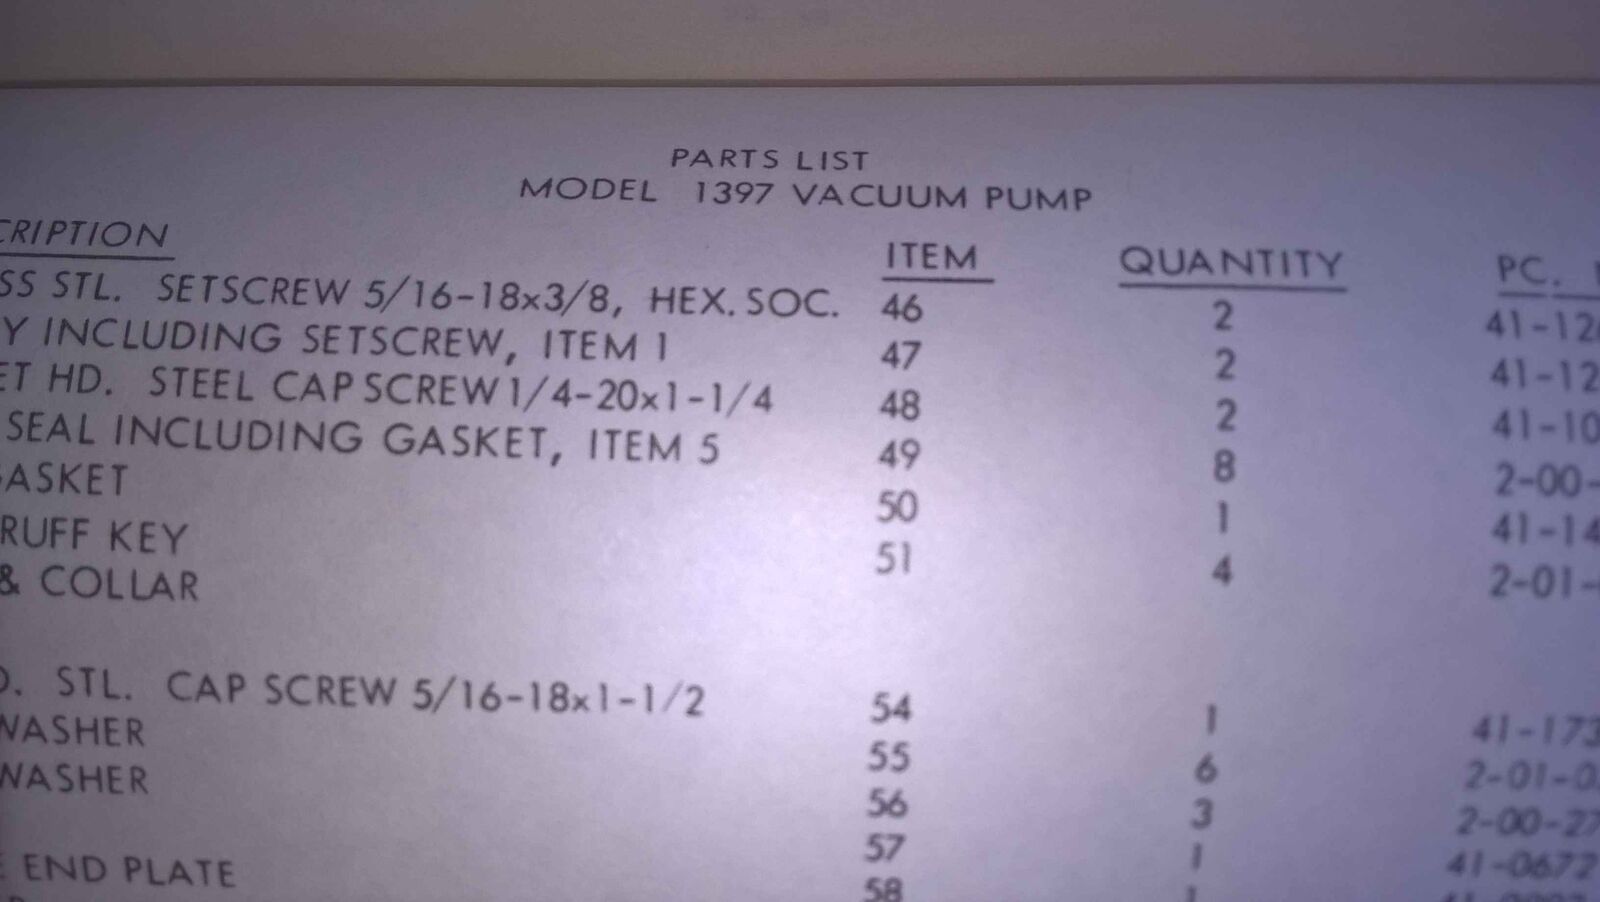 PARTS LIST
MODEL 1397 VACUUM PUMP
CRIPTION ITEM QUANTITY PC.
SS STL. SETSCREW 5/16-18x3/8, HEX. SOC. 46 2 41-12
Y INCLUDING SETSCREW, ITEM 1 47 2 41-12
ET HD. STEEL CAP SCREW 1/4-20x1-1/4 48 2 41-10
SEAL INCLUDING GASKET, ITEM 5 49 8 2-00-
ASKET 50 1 41-14
RUFF KEY 51 4 2-01-
& COLLAR
D. STL. CAP SCREW 5/16-18x1-1/2 54 1 41-173
WASHER 55 6 2-01-0
WASHER 56 3 2-00-27
57 1 41-0677
END PLATE 58 1